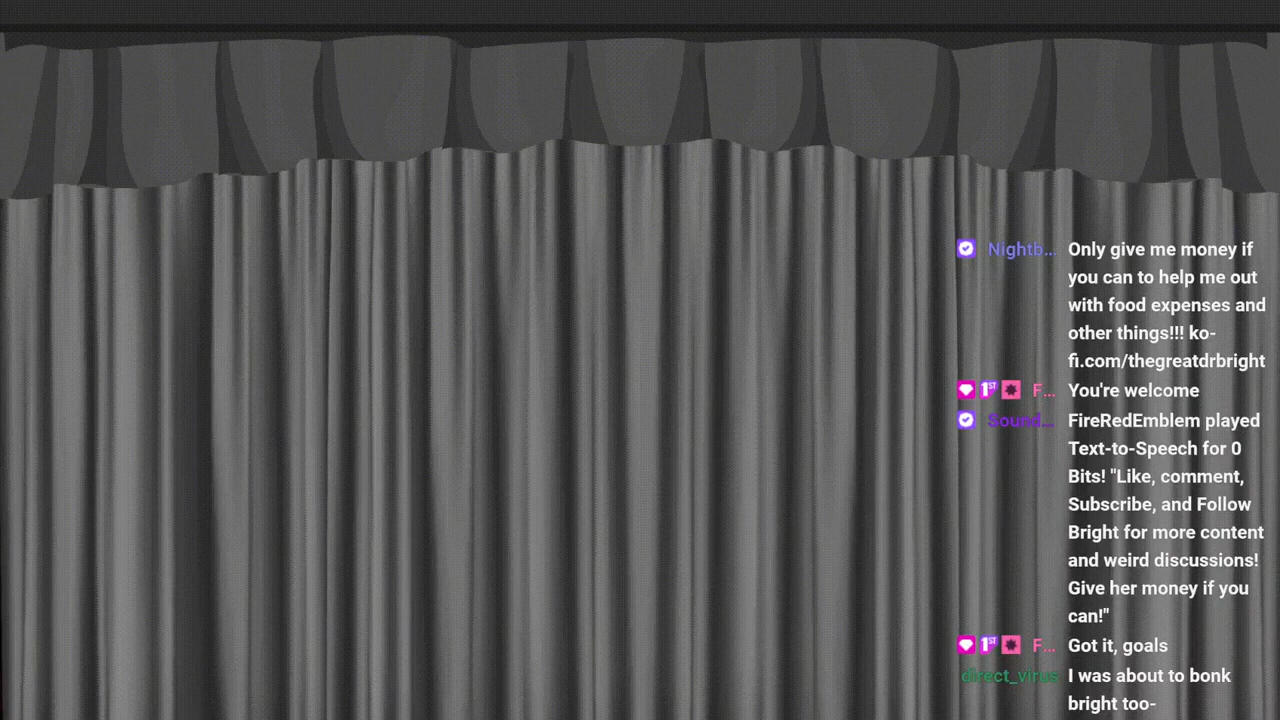 Nightb... Only give me money if
you can to help me out
with food expenses and
other things!!! ko-
fi.com/thegreatdrbright
1ST F... You're welcome
Sound... FireRedEmblem played
Text-to-Speech for 0
Bits! "Like, comment,
Subscribe, and Follow
Bright for more content
and weird discussions!
Give her money if you
can!"
1ST F... Got it, goals
direct_virus I was about to bonk
bright too-